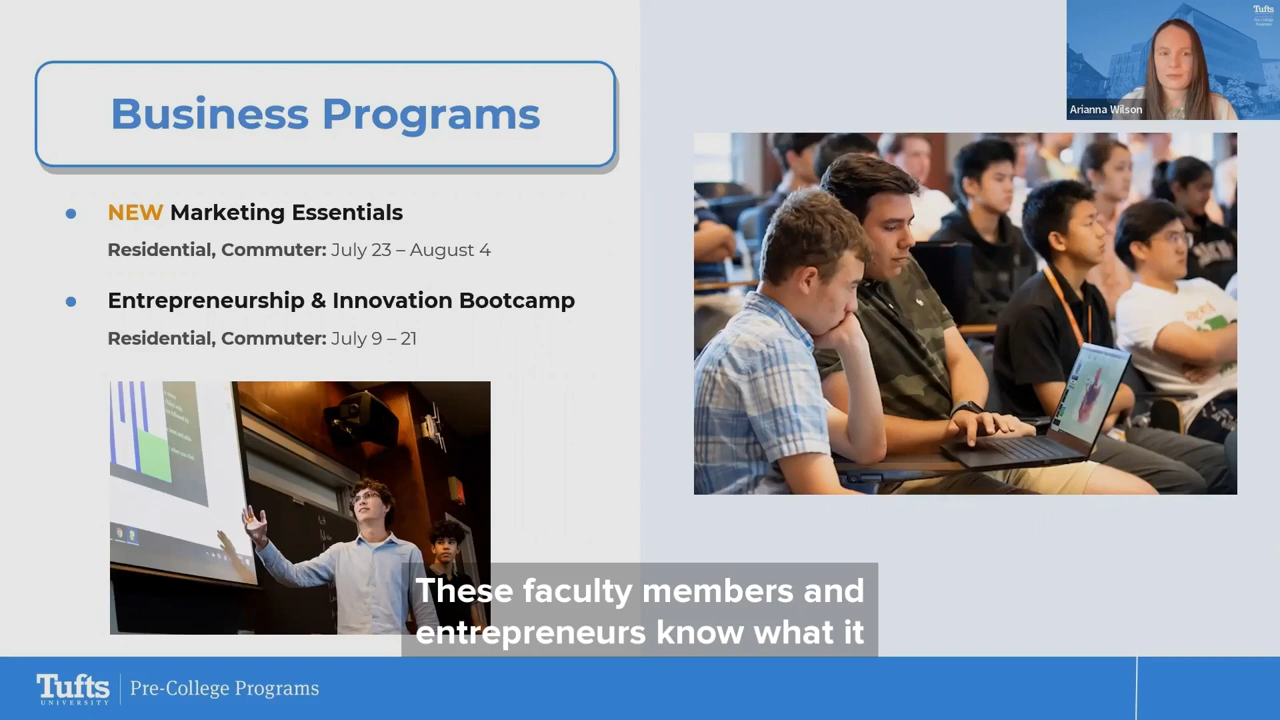 Business Programs
NEW Marketing Essentials
Residential, Commuter: July 23 – August 4
Entrepreneurship & Innovation Bootcamp
Residential, Commuter: July 9 – 21
Tufts
Arianna Wilson
These faculty members and
entrepreneurs know what it
Tufts
UNIVERSITY
Pre-College Programs